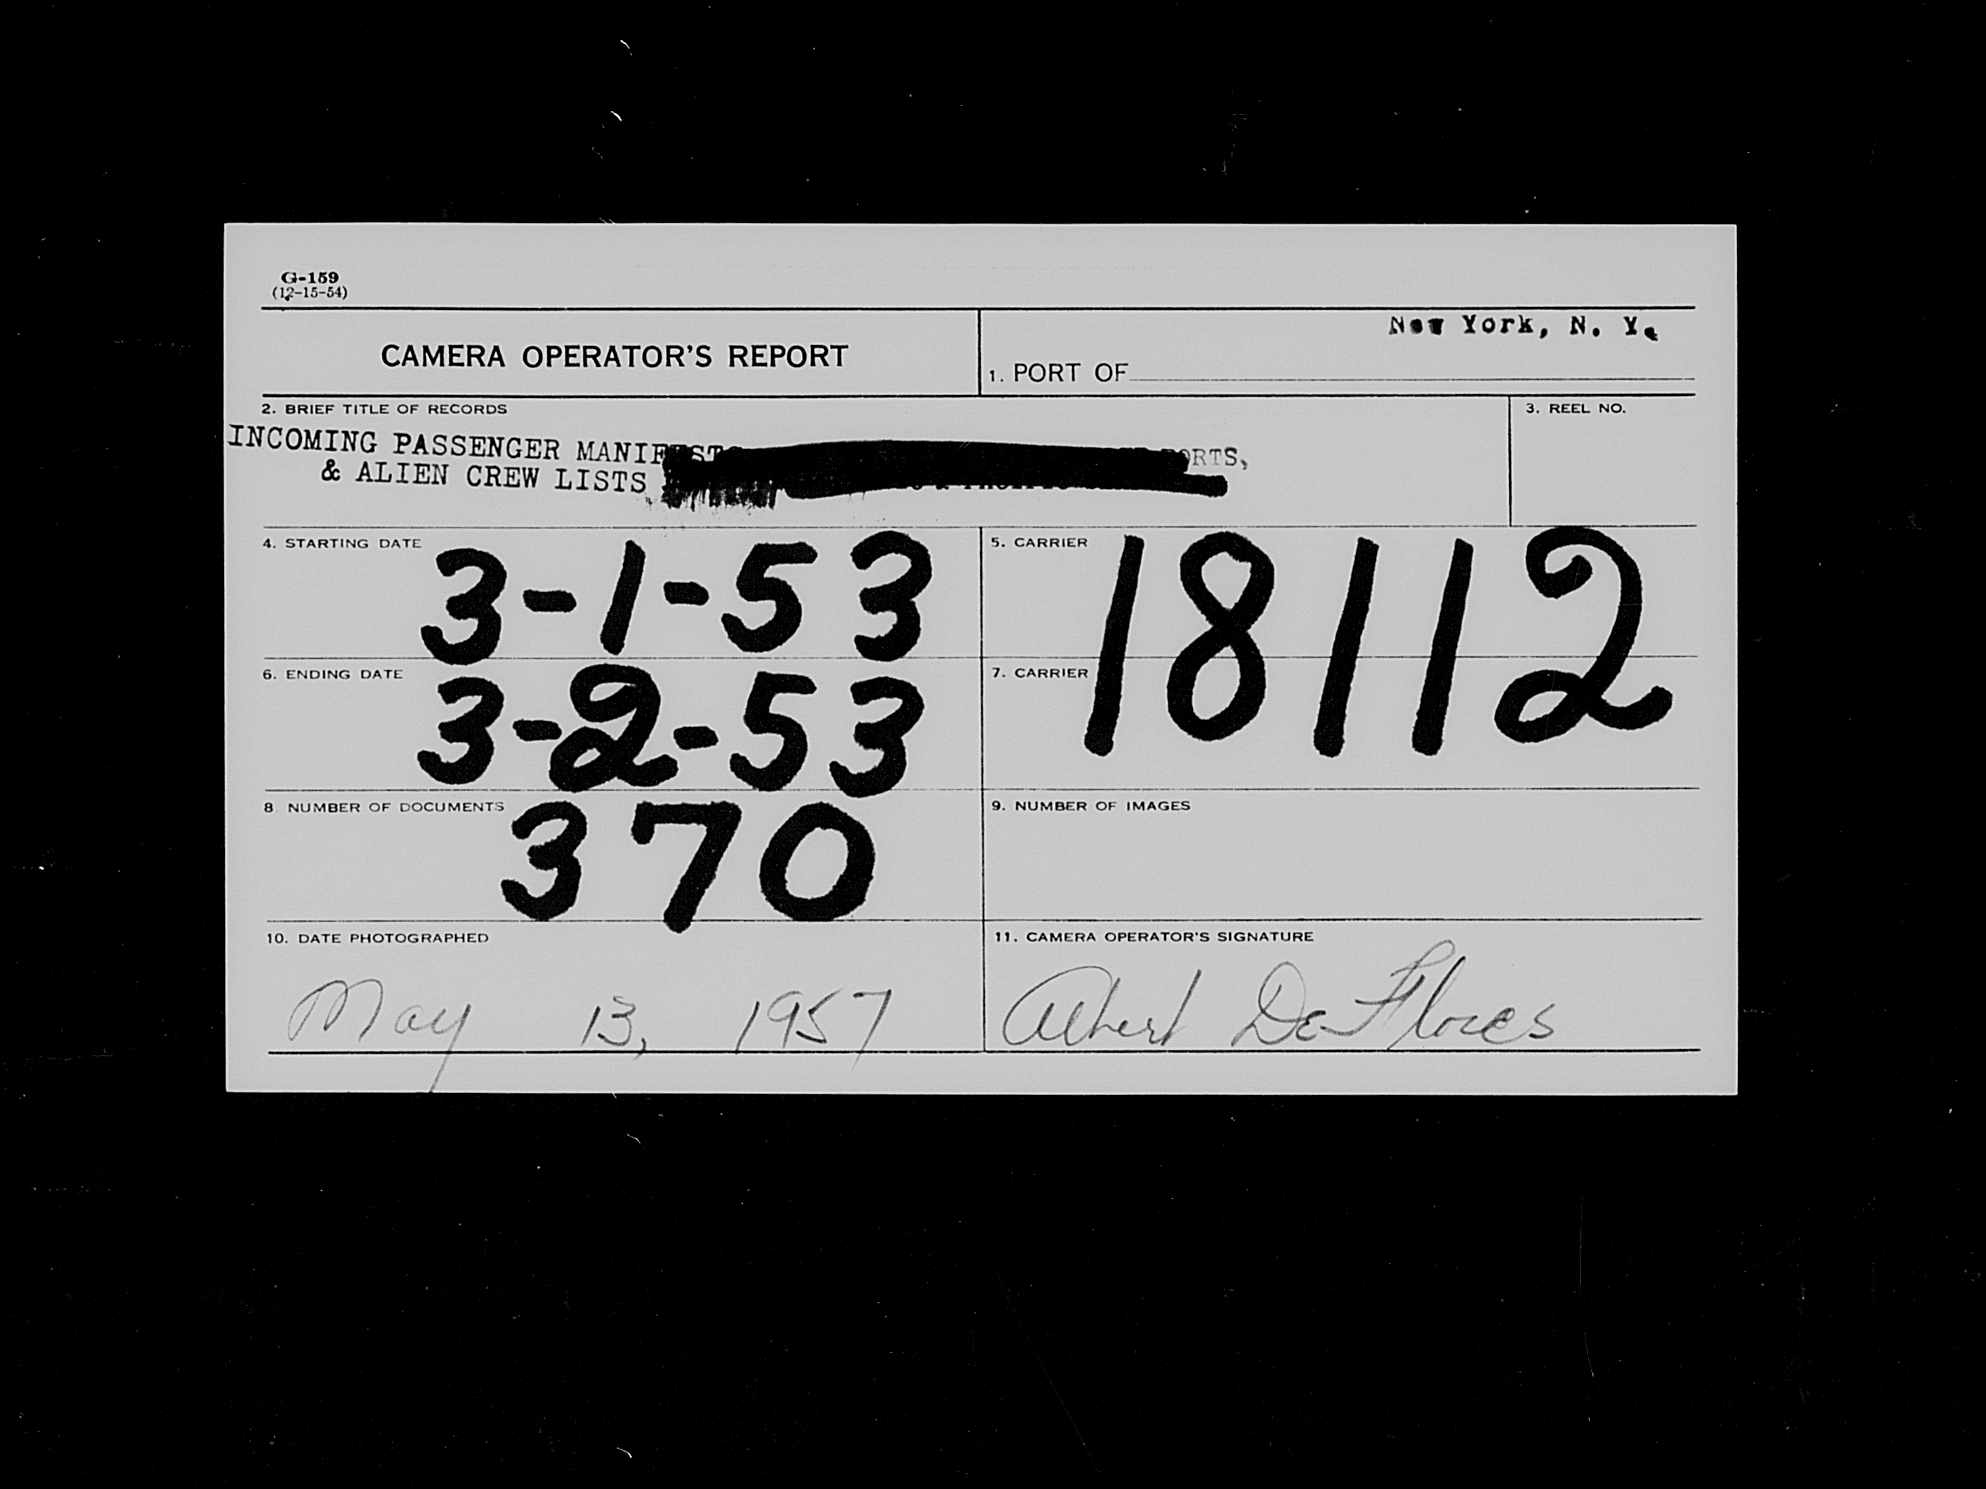 G-159
(12-15-54)
CAMERA OPERATOR'S REPORT
New York, N. Y.
1. PORT OF
2. BRIEF TITLE OF RECORDS
3. REEL NO.
INCOMING PASSENGER MANIFESTS
& ALIEN CREW LISTS
4. STARTING DATE 3-1-53
5. CARRIER 18112
6. ENDING DATE 3-2-53
7. CARRIER
8 NUMBER OF DOCUMENTS 370
9. NUMBER OF IMAGES
10. DATE PHOTOGRAPHED
May 13, 1957
11. CAMERA OPERATOR'S SIGNATURE
Albert DeFlores